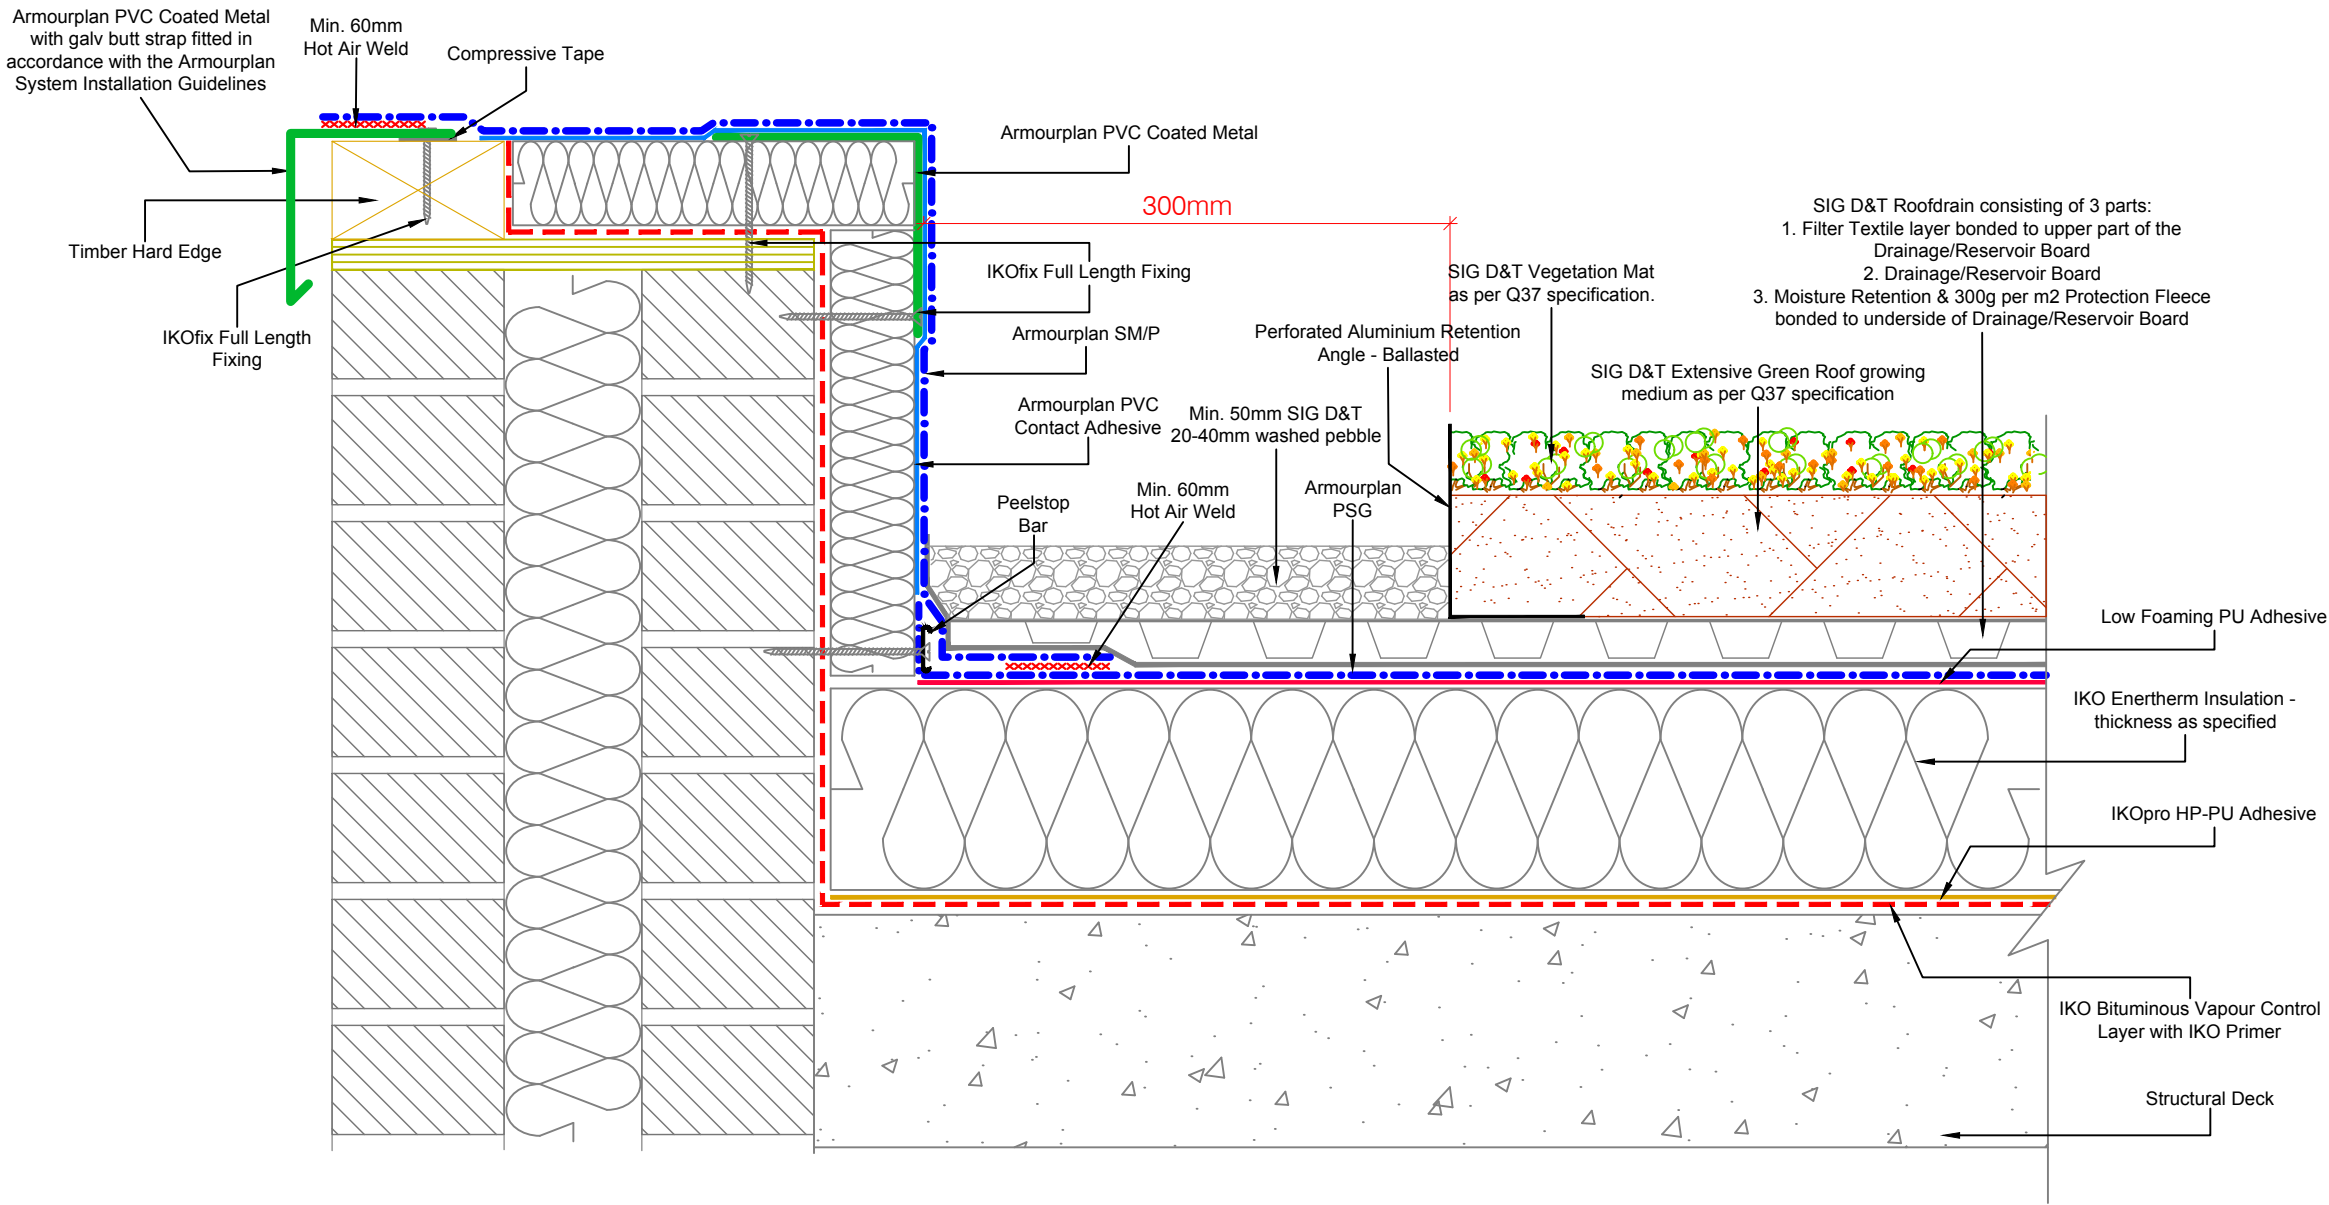 Armourplan PVC Coated Metal
with galv butt strap fitted in
accordance with the Armourplan
System Installation Guidelines
Min. 60mm
Hot Air Weld
Compressive Tape
Armourplan PVC Coated Metal
300mm
SIG D&T Roofdrain consisting of 3 parts:
1. Filter Textile layer bonded to upper part of the
Drainage/Reservoir Board
2. Drainage/Reservoir Board
3. Moisture Retention & 300g per m2 Protection Fleece
bonded to underside of Drainage/Reservoir Board
Timber Hard Edge
IKOfix Full Length Fixing
SIG D&T Vegetation Mat
as per Q37 specification.
IKOfix Full Length
Fixing
Armourplan SM/P
Perforated Aluminium Retention
Angle - Ballasted
SIG D&T Extensive Green Roof growing
medium as per Q37 specification
Armourplan PVC
Contact Adhesive
Min. 50mm SIG D&T
20-40mm washed pebble
Peelstop
Bar
Min. 60mm
Hot Air Weld
Armourplan
PSG
Low Foaming PU Adhesive
IKO Enertherm Insulation -
thickness as specified
IKOpro HP-PU Adhesive
IKO Bituminous Vapour Control
Layer with IKO Primer
Structural Deck